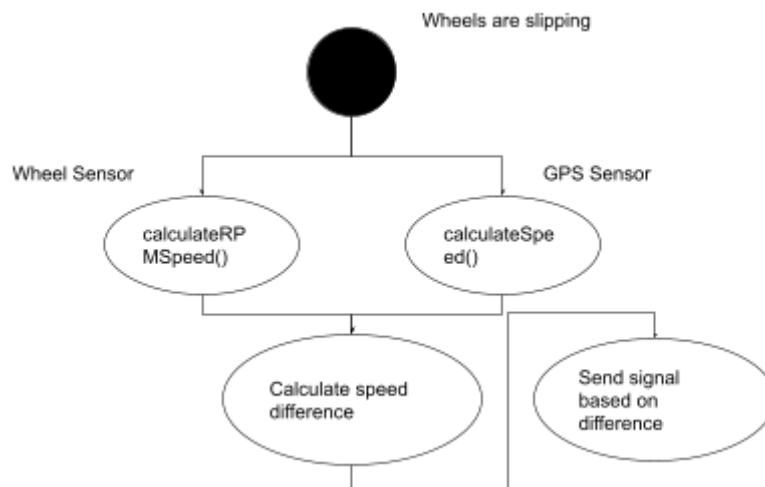 Wheels are slipping
Wheel Sensor
GPS Sensor
calculateRP
MSpeed()
calculateSpe
ed()
Calculate speed
difference
Send signal
based on
difference